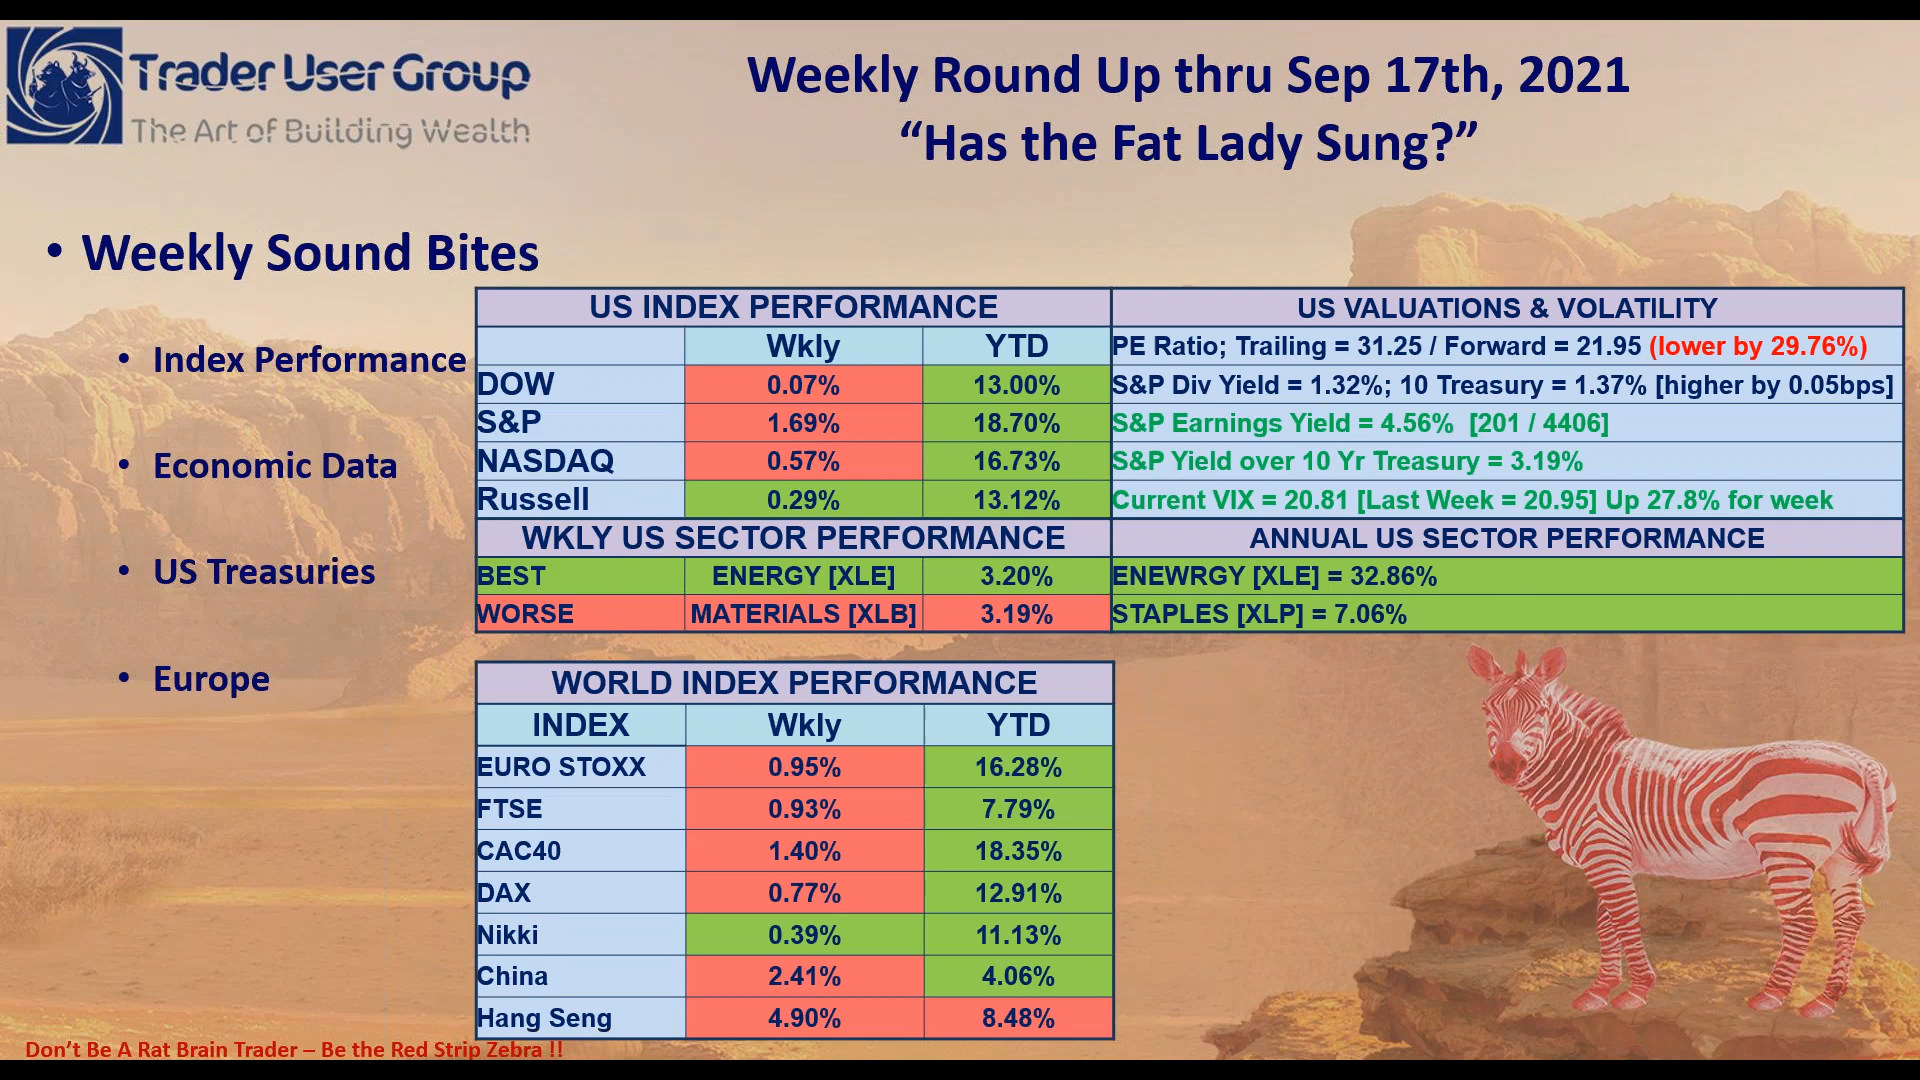 Trader User Group
The Art of Building Wealth
Weekly Round Up thru Sep 17th, 2021
“Has the Fat Lady Sung?”
• Weekly Sound Bites
• Index Performance
• Economic Data
• US Treasuries
• Europe
US INDEX PERFORMANCE
Wkly YTD
DOW 0.07% 13.00%
S&P 1.69% 18.70%
NASDAQ 0.57% 16.73%
Russell 0.29% 13.12%
WKLY US SECTOR PERFORMANCE
BEST ENERGY [XLE] 3.20%
WORSE MATERIALS [XLB] 3.19%
US VALUATIONS & VOLATILITY
PE Ratio; Trailing = 31.25 / Forward = 21.95 (lower by 29.76%)
S&P Div Yield = 1.32%; 10 Treasury = 1.37% [higher by 0.05bps]
S&P Earnings Yield = 4.56% [201 / 4406]
S&P Yield over 10 Yr Treasury = 3.19%
Current VIX = 20.81 [Last Week = 20.95] Up 27.8% for week
ANNUAL US SECTOR PERFORMANCE
ENEWRGY [XLE] = 32.86%
STAPLES [XLP] = 7.06%
WORLD INDEX PERFORMANCE
INDEX Wkly YTD
EURO STOXX 0.95% 16.28%
FTSE 0.93% 7.79%
CAC40 1.40% 18.35%
DAX 0.77% 12.91%
Nikki 0.39% 11.13%
China 2.41% 4.06%
Hang Seng 4.90% 8.48%
Don’t Be A Rat Brain Trader – Be the Red Strip Zebra !!